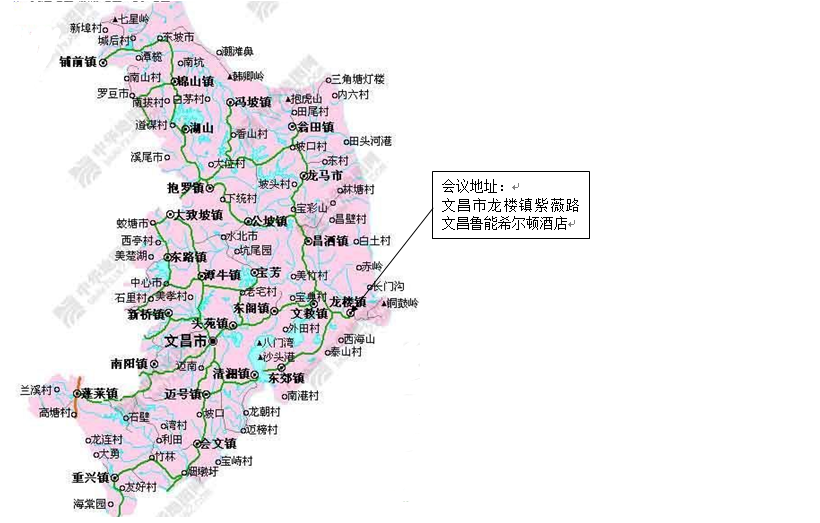 七星岭
新埠村
城后村
东坡市
潮滩鼻
铺前镇
潭榄
南坑
南山村
锦山镇
韩卿岭
三角塘灯楼
罗豆市
南拔村
白茅村
冯坡镇
抱虎山
内六村
田尾村
道谋村
湖山
香山村
翁田镇
田头河港
坡口村
溪尾市
大位村
东村
抱罗镇
坡头村
龙马市
林塘村
下统村
宝彩山
大致坡镇
公坡镇
昌壁村
蛟塘市
水北市
昌洒镇
白土村
西亭村
坑尾园
美楚湖
东路镇
赤岭
潭牛镇
宝芳
美竹村
中心市
长门沟
石里村
美孝村
老宅村
宝典村
龙楼镇
铜鼓岭
新桥镇
东阁镇
文教镇
头苑镇
外田村
文昌市
八门湾
西海山
沙头港
泰山村
南阳镇
迈南
清澜镇
东郊镇
兰溪村
蓬莱镇
迈号镇
南港村
高塘村
石壁
坡口
龙朝村
湾村
迈榜村
龙连村
利田
会文镇
大勇
竹林
宝峙村
重兴镇
烟墩圩
友好村
海棠园
会议地址：
文昌市龙楼镇紫薇路
文昌鲁能希尔顿酒店